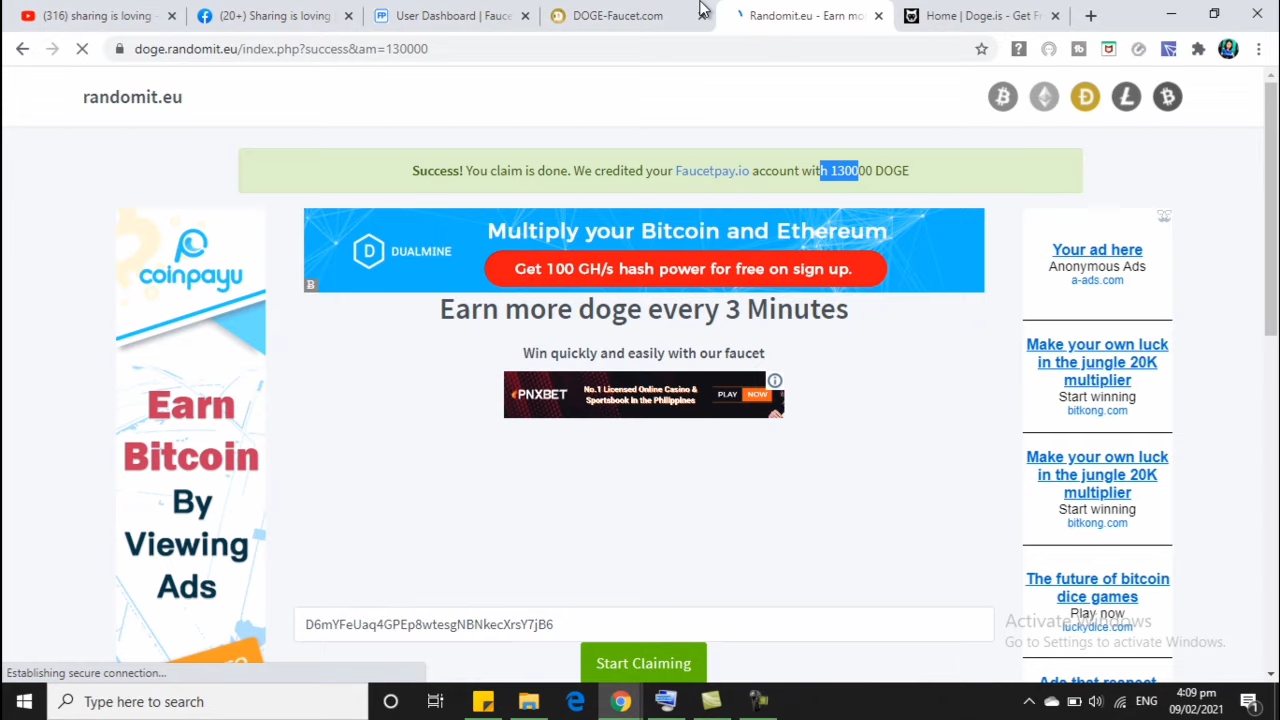 (316) sharing is loving -
(20+) Sharing is loving
User Dashboard | Fauce
DOGE-Faucet.com
Randomit.eu - Earn mo
Home | Doge.is - Get Fr
doge.randomit.eu/index.php?success&am=130000
randomit.eu
Success! You claim is done. We credited your Faucetpay.io account with 130000 DOGE
coinpayu
Earn
Bitcoin
By
Viewing
Ads
DUALMINE
Multiply your Bitcoin and Ethereum.
Get 100 GH/s hash power for free on sign up.
Earn more doge every 3 Minutes
Win quickly and easily with our faucet
PNXBET
No.1 Licensed Online Casino &
Sportsbook in the Philippines
PLAY NOW
D6mYFeUaq4GPEp8wtesgNBNkecXrsY7jB6
Start Claiming
Your ad here
Anonymous Ads
a-ads.com
Make your own luck
in the jungle 20K
multiplier
Start winning
bitkong.com
Make your own luck
in the jungle 20K
multiplier
Start winning
bitkong.com
The future of bitcoin
dice games
Play now
luckydice.com
Activate Windows
Go to Settings to activate Windows.
Establishing secure connection...
Type here to search
ENG
4:09 pm
09/02/2021